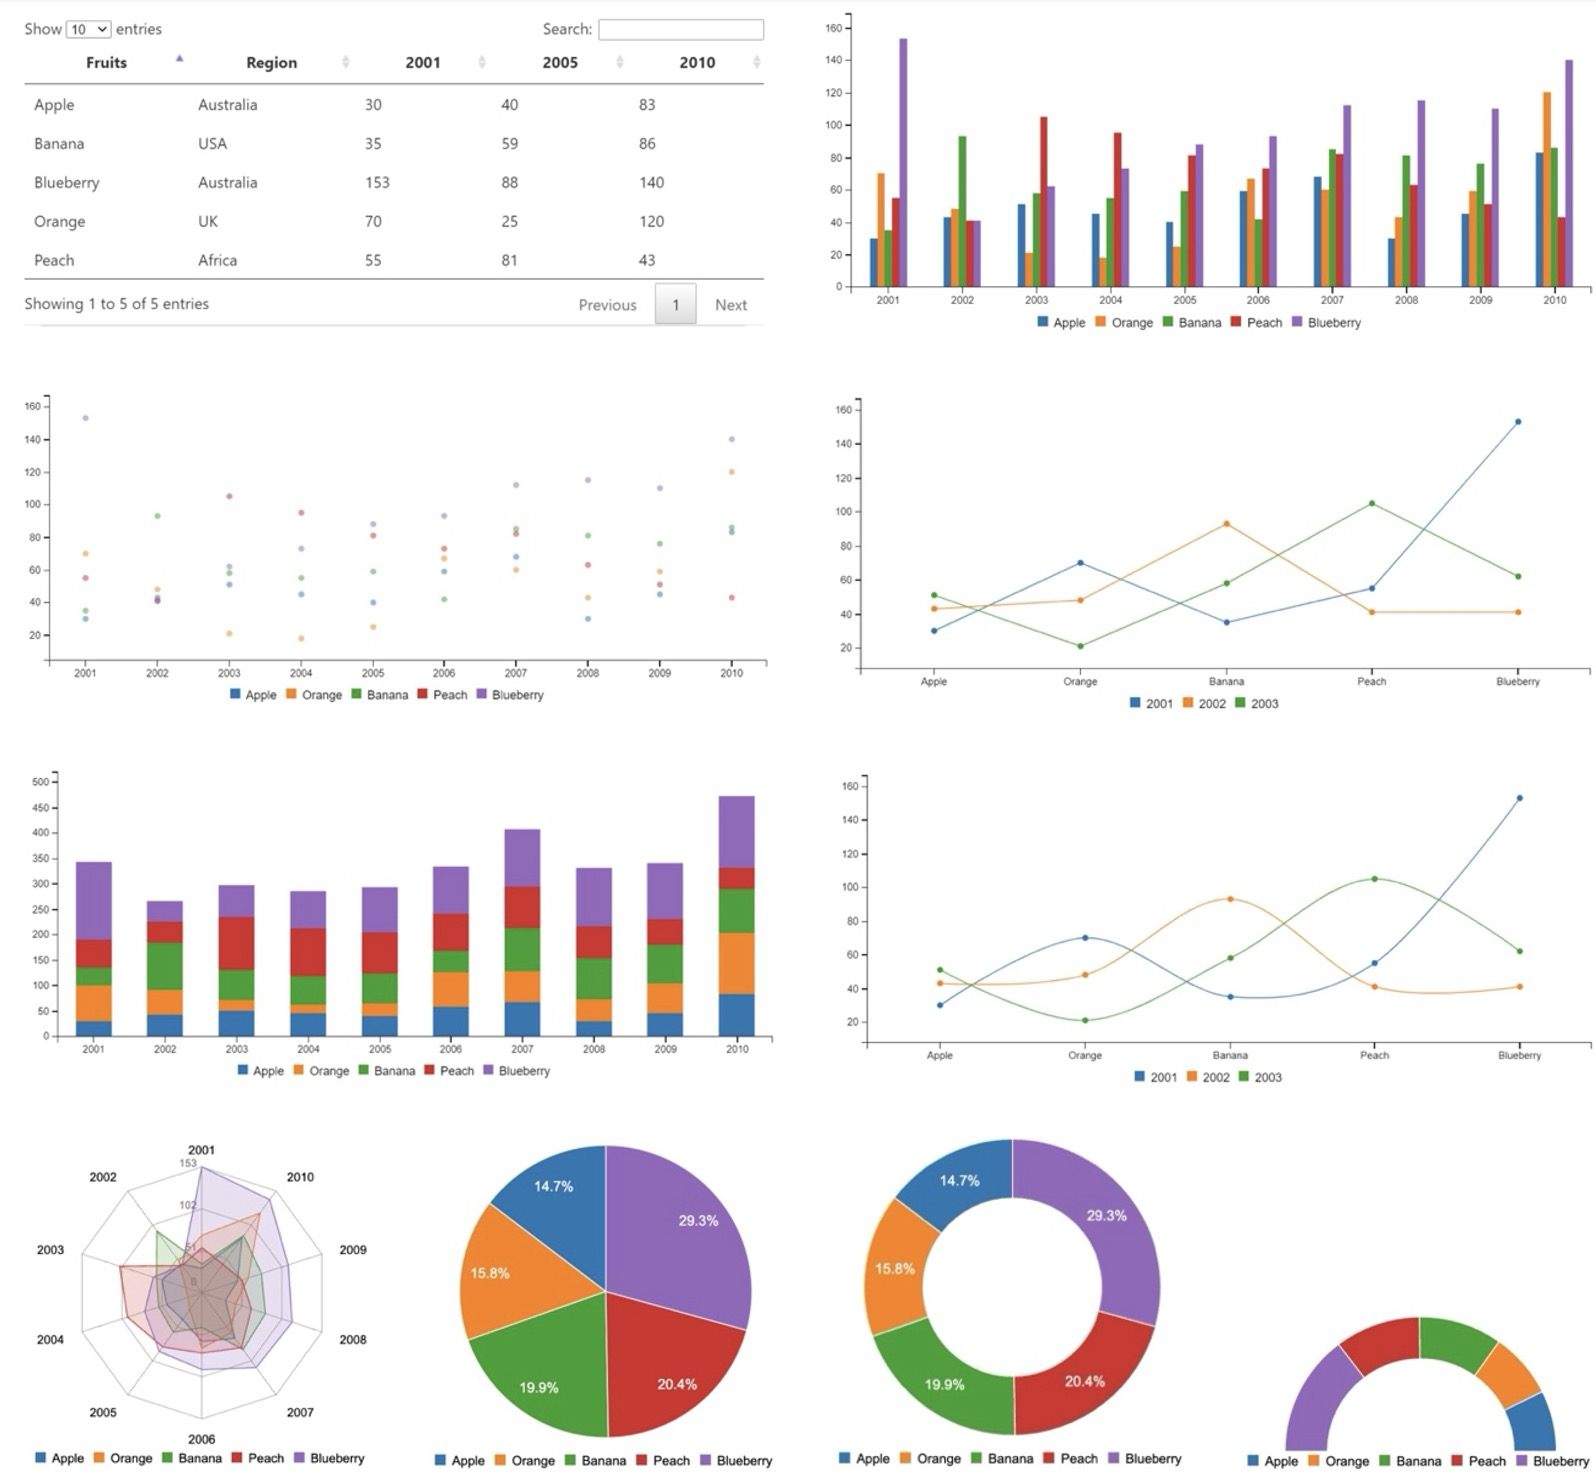 Show 10 entries
Search:
Fruits Region 2001 2005 2010
Apple Australia 30 40 83
Banana USA 35 59 86
Blueberry Australia 153 88 140
Orange UK 70 25 120
Peach Africa 55 81 43
Showing 1 to 5 of 5 entries
Previous 1 Next
160
140
120
100
80
60
40
20
0
2001 2002 2003 2004 2005 2006 2007 2008 2009 2010
Apple Orange Banana Peach Blueberry
160
140
120
100
80
60
40
20
2001 2002 2003 2004 2005 2006 2007 2008 2009 2010
Apple Orange Banana Peach Blueberry
160
140
120
100
80
60
40
20
Apple Orange Banana Peach Blueberry
2001 2002 2003
500
450
400
350
300
250
200
150
100
50
0
2001 2002 2003 2004 2005 2006 2007 2008 2009 2010
Apple Orange Banana Peach Blueberry
160
140
120
100
80
60
40
20
Apple Orange Banana Peach Blueberry
2001 2002 2003
2001
153
2002 2010
102
2003 51 2009
0
2004 2008
2005 2007
2006
Apple Orange Banana Peach Blueberry
14.7%
29.3%
15.8%
19.9%
20.4%
Apple Orange Banana Peach Blueberry
14.7%
29.3%
15.8%
19.9%
20.4%
Apple Orange Banana Peach Blueberry
Apple Orange Banana Peach Blueberry